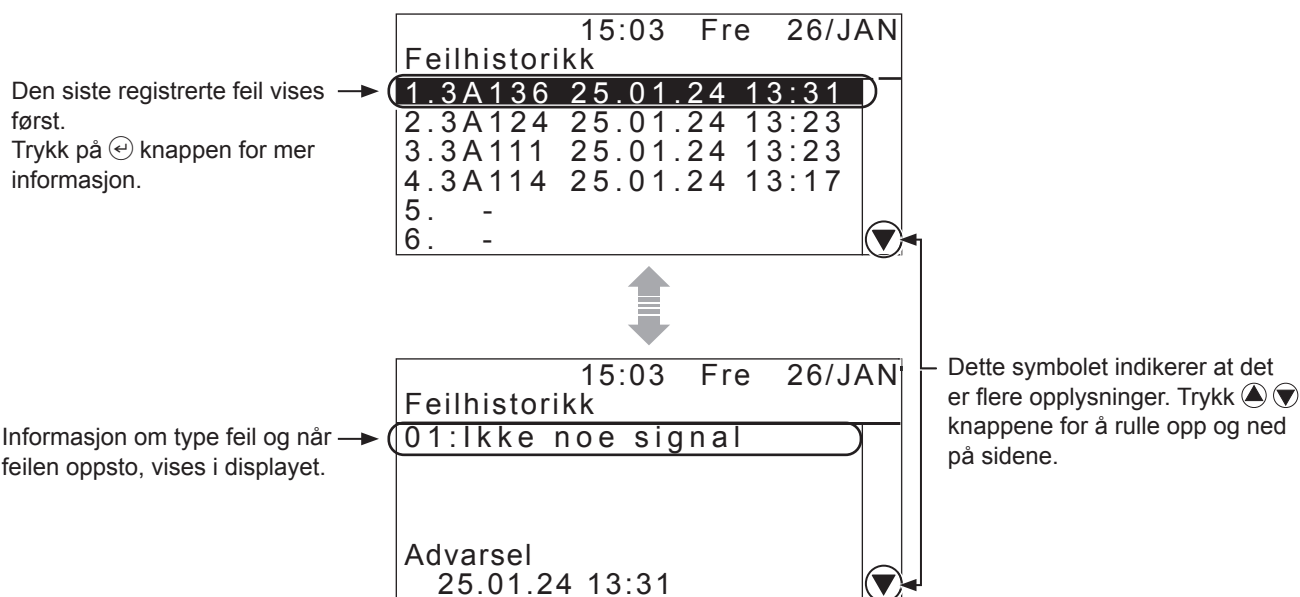 15:03 Fre 26/JAN
Feilhistorikk
1.3A136 25.01.24 13:31
2.3A124 25.01.24 13:23
3.3A111 25.01.24 13:23
4.3A114 25.01.24 13:17
5. -
6. -
Den siste registrerte feil vises
først.
Trykk på knappen for mer
informasjon.
15:03 Fre 26/JAN
Feilhistorikk
01:Ikke noe signal
Advarsel
25.01.24 13:31
Informasjon om type feil og når
feilen oppsto, vises i displayet.
Dette symbolet indikerer at det
er flere opplysninger. Trykk
knappene for å rulle opp og ned
på sidene.